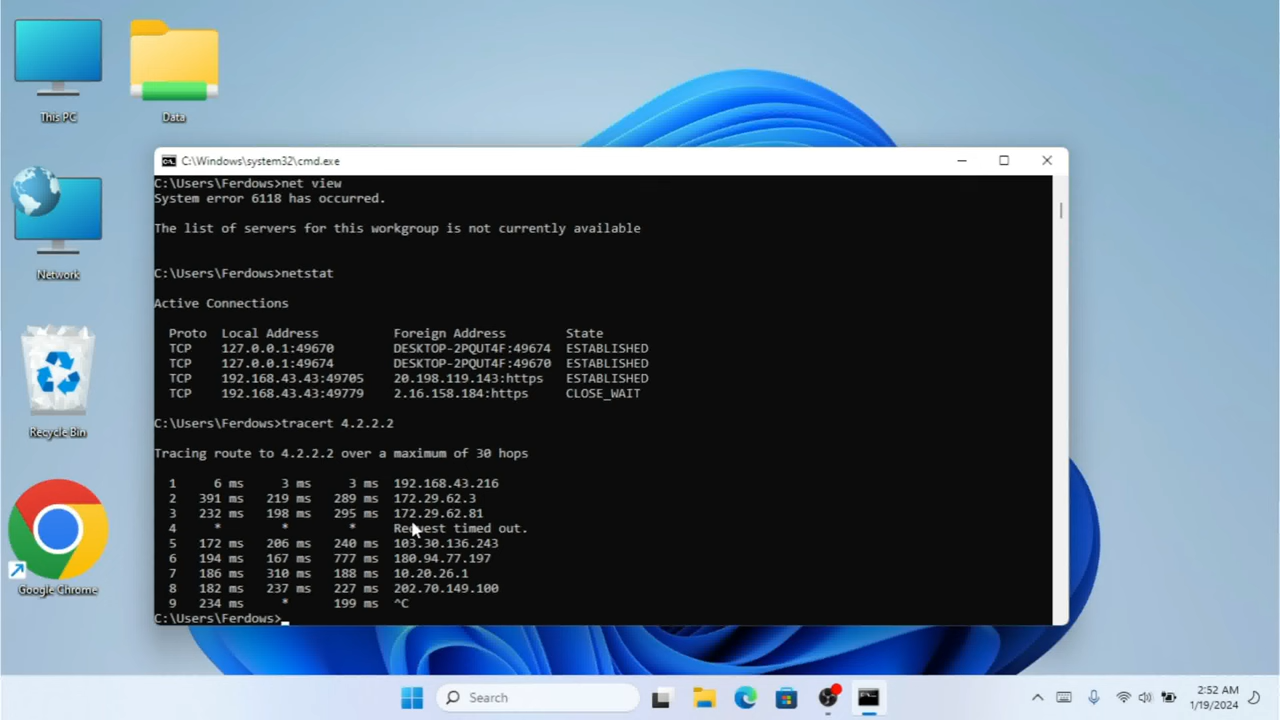 This PC
Data
Network
Recycle Bin
Google Chrome
C:\Windows\system32\cmd.exe
C:\Users\Ferdows>net view
System error 6118 has occurred.
The list of servers for this workgroup is not currently available
C:\Users\Ferdows>netstat
Active Connections
Proto Local Address Foreign Address State
TCP 127.0.0.1:49670 DESKTOP-2PQUT4F:49674 ESTABLISHED
TCP 127.0.0.1:49674 DESKTOP-2PQUT4F:49670 ESTABLISHED
TCP 192.168.43.43:49705 20.198.119.143:https ESTABLISHED
TCP 192.168.43.43:49779 2.16.158.184:https CLOSE_WAIT
C:\Users\Ferdows>tracert 4.2.2.2
Tracing route to 4.2.2.2 over a maximum of 30 hops
1 6 ms 3 ms 3 ms 192.168.43.216
2 391 ms 219 ms 289 ms 172.29.62.3
3 232 ms 198 ms 295 ms 172.29.62.81
4 * * * Request timed out.
5 172 ms 206 ms 240 ms 103.30.136.243
6 194 ms 167 ms 777 ms 180.94.77.197
7 186 ms 310 ms 188 ms 10.20.26.1
8 182 ms 237 ms 227 ms 202.70.149.100
9 234 ms * 199 ms ^C
C:\Users\Ferdows>
Search
2:52 AM
1/19/2024